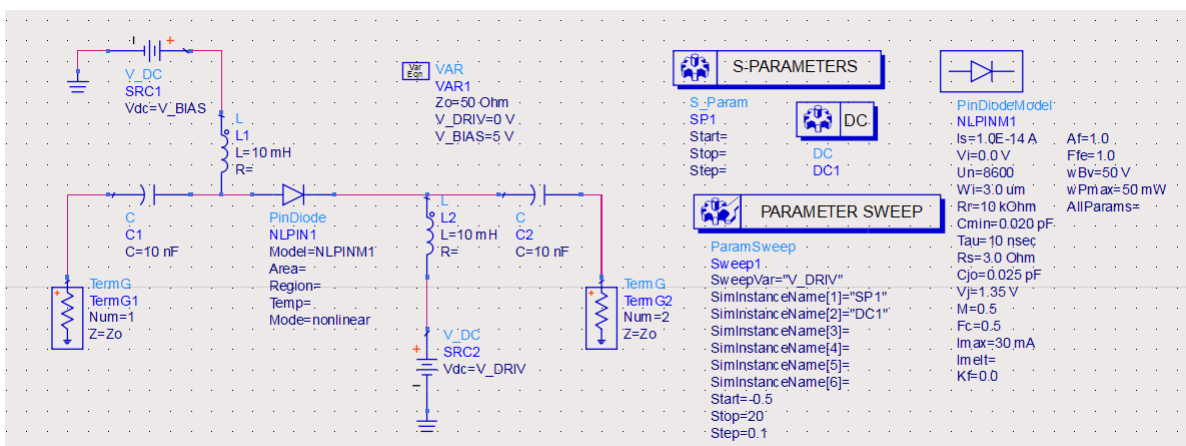 - +
V_DC
SRC1
Vdc=V_BIAS
L
L1
L=10 mH
R=
Var
Eqn
VAR
VAR1
Zo=50 Ohm
V_DRIV=0 V
V_BIAS=5 V
C
C1
C=10 nF
PinDiode
NLPIN1
Model=NLPINM1
Area=
Region=
Temp=
Mode=nonlinear
L
L2
L=10 mH
R=
C
C2
C=10 nF
+
TermG
TermG1
Num=1
Z=Zo
+
-
V_DC
SRC2
Vdc=V_DRIV
+
TermG
TermG2
Num=2
Z=Zo
S-PARAMETERS
S_Param
SP1
Start=
Stop=
Step=
DC
DC
DC1
PARAMETER SWEEP
ParamSweep
Sweep1
SweepVar="V_DRIV"
SimInstanceName[1]="SP1"
SimInstanceName[2]="DC1"
SimInstanceName[3]=
SimInstanceName[4]=
SimInstanceName[5]=
SimInstanceName[6]=
Start=-0.5
Stop=20
Step=0.1
PinDiodeModel
NLPINM1
Is=1.0E-14 A
Vi=0.0 V
Un=8600
Wi=3.0 um
Rr=10 kOhm
Cmin=0.020 pF
Tau=10 nsec
Rs=3.0 Ohm
Cjo=0.025 pF
Vj=1.35 V
M=0.5
Fc=0.5
Imax=30 mA
Imelt=
Kf=0.0
Af=1.0
Ffe=1.0
wBv=50 V
wPmax=50 mW
AllParams=